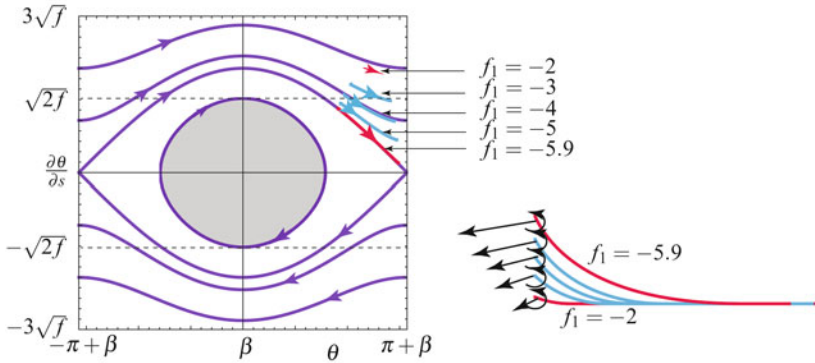 3√f
√2f
∂θ/∂s
−√2f
−3√f
−π + β
β
θ
π + β
f₁ = −2
f₁ = −3
f₁ = −4
f₁ = −5
f₁ = −5.9
f₁ = −5.9
f₁ = −2